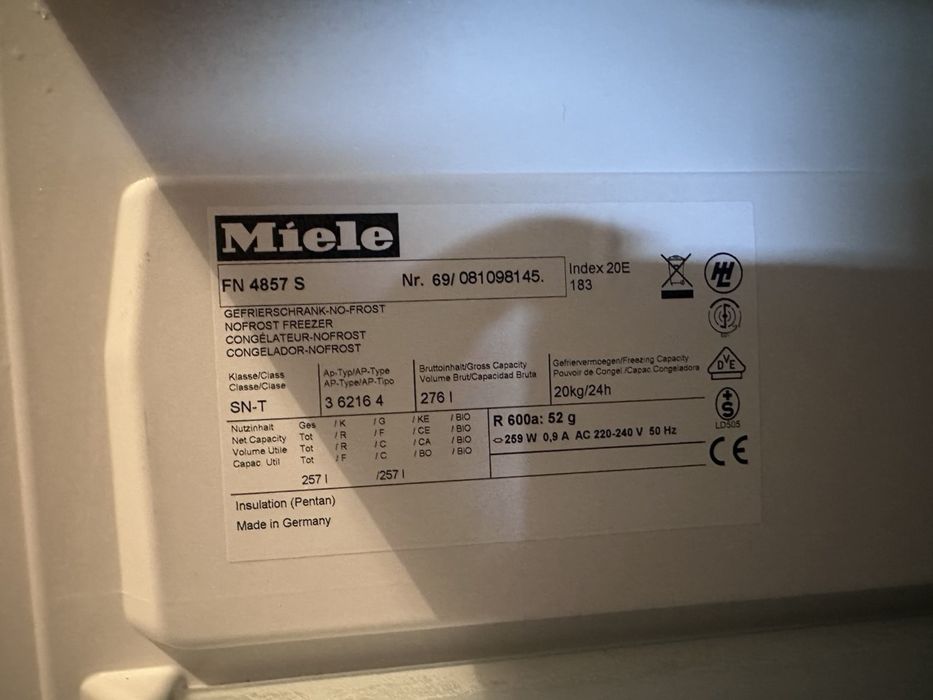 Miele
FN 4857 S Nr. 69/ 081098145. Index 20E
183
GEFRIERSCHRANK-NO-FROST
NOFROST FREEZER
CONGÉLATEUR-NOFROST
CONGELADOR-NOFROST
Klasse/Class Ap-Typ/AP-Type Bruttoinhalt/Gross Capacity Gefriervermoegen/Freezing Capacity
Classe/Clase AP-Type/AP-Tipo Volume Brut/Capacidad Bruta Pouvoir de Congel./Capac.Congeladora
SN-T 3 6216 4 276 l 20kg/24h
Nutzinhalt Ges / K / G / KE / BIO R 600a: 52 g
Net Capacity Tot / R / F / CE / BIO 259 W 0,9 A AC 220-240 V 50 Hz
Volume Utile Tot / R / C / CA / BIO
Capac. Util Tot / F / C / BO / BIO
257 l /257 l
Insulation (Pentan)
Made in Germany
DVE
+S
LD505
CE